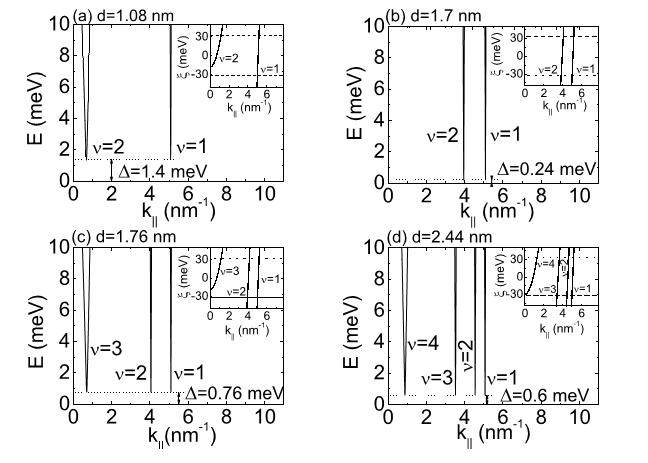 (a) d=1.08 nm
E (meV)
10
8
6
4
2
0
0 2 4 6 8 10
k|| (nm-1)
ν=2
ν=1
Δ=1.4 meV
ξ
30
0
-30
0 2 4 6
k|| (nm-1)
ν=2
ν=1
(b) d=1.7 nm
E (meV)
10
8
6
4
2
0
0 2 4 6 8 10
k|| (nm-1)
ν=2
ν=1
Δ=0.24 meV
ξ
30
0
-30
0 2 4 6
k|| (nm-1)
ν=2
ν=1
(c) d=1.76 nm
E (meV)
10
8
6
4
2
0
0 2 4 6 8 10
k||(nm-1)
ν=3
ν=2
ν=1
Δ=0.76 meV
ξ(meV)
30
0
-30
0 2 4 6
k|| (nm-1)
ν=3
ν=2
ν=1
(d) d=2.44 nm
E (meV)
10
8
6
4
2
0
0 2 4 6 8 10
k|| (nm-1)
ν=4
ν=3
ν=2
ν=1
Δ=0.6 meV
ξ(meV)
30
0
-30
0 2 4 6
k|| (nm-1)
ν=4
ν=3
ν=2
ν=1